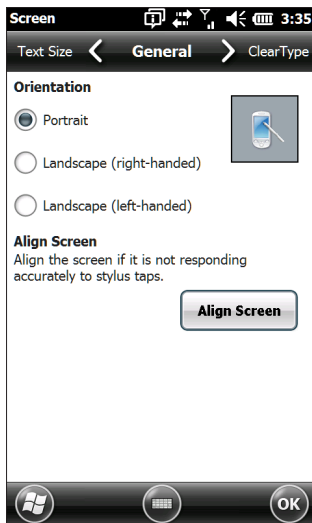 Screen 3:35
Text Size General ClearType
Orientation
Portrait
Landscape (right-handed)
Landscape (left-handed)
Align Screen
Align the screen if it is not responding
accurately to stylus taps.
Align Screen
OK